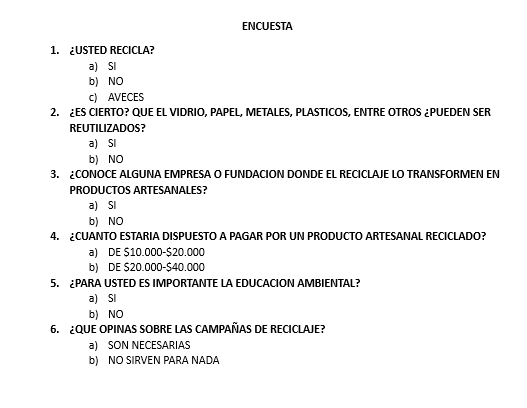 ENCUESTA
1. ¿USTED RECICLA?
a) SI
b) NO
c) AVECES
2. ¿ES CIERTO? QUE EL VIDRIO, PAPEL, METALES, PLASTICOS, ENTRE OTROS ¿PUEDEN SER
REUTILIZADOS?
a) SI
b) NO
3. ¿CONOCE ALGUNA EMPRESA O FUNDACION DONDE EL RECICLAJE LO TRANSFORMEN EN
PRODUCTOS ARTESANALES?
a) SI
b) NO
4. ¿CUANTO ESTARIA DISPUESTO A PAGAR POR UN PRODUCTO ARTESANAL RECICLADO?
a) DE $10.000-$20.000
b) DE $20.000-$40.000
5. ¿PARA USTED ES IMPORTANTE LA EDUCACION AMBIENTAL?
a) SI
b) NO
6. ¿QUE OPINAS SOBRE LAS CAMPAÑAS DE RECICLAJE?
a) SON NECESARIAS
b) NO SIRVEN PARA NADA